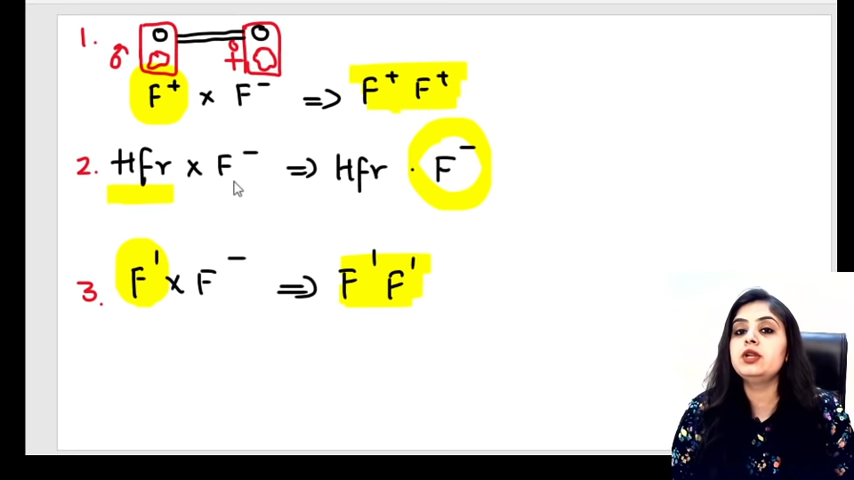 1. ♂ ♀
F⁺ x F⁻ => F⁺ F⁺
2. Hfr x F⁻ => Hfr . F⁻
3. F' x F⁻ => F' F'